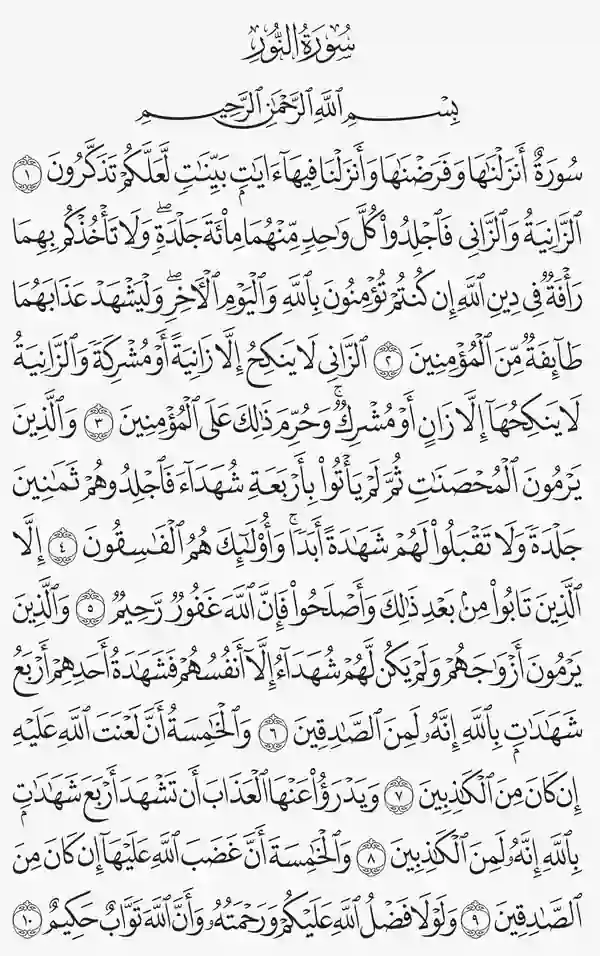 سُورَةُ النُّورِ
بِسْمِ ٱللَّهِ ٱلرَّحْمَٰنِ ٱلرَّحِيمِ
سُورَةٌ أَنزَلْنَٰهَا وَفَرَضْنَٰهَا وَأَنزَلْنَا فِيهَآ ءَايَٰتٍۭ بَيِّنَٰتٍ لَّعَلَّكُمْ تَذَكَّرُونَ ١
ٱلزَّانِيَةُ وَٱلزَّانِى فَٱجْلِدُوا۟ كُلَّ وَٰحِدٍ مِّنْهُمَا مِا۟ئَةَ جَلْدَةٍ ۖ وَلَا تَأْخُذْكُم بِهِمَا
رَأْفَةٌ فِى دِينِ ٱللَّهِ إِن كُنتُمْ تُؤْمِنُونَ بِٱللَّهِ وَٱلْيَوْمِ ٱلْءَاخِرِ ۖ وَلْيَشْهَدْ عَذَابَهُمَا
طَآئِفَةٌ مِّنَ ٱلْمُؤْمِنِينَ ٢ ٱلزَّانِى لَا يَنكِحُ إِلَّا زَانِيَةً أَوْ مُشْرِكَةً وَٱلزَّانِيَةُ
لَا يَنكِحُهَآ إِلَّا زَانٍ أَوْ مُشْرِكٌ ۚ وَحُرِّمَ ذَٰلِكَ عَلَى ٱلْمُؤْمِنِينَ ٣ وَٱلَّذِينَ
يَرْمُونَ ٱلْمُحْصَنَٰتِ ثُمَّ لَمْ يَأْتُوا۟ بِأَرْبَعَةِ شُهَدَآءَ فَٱجْلِدُوهُمْ ثَمَٰنِينَ
جَلْدَةً وَلَا تَقْبَلُوا۟ لَهُمْ شَهَٰدَةً أَبَدًا ۚ وَأُو۟لَٰٓئِكَ هُمُ ٱلْفَٰسِقُونَ ٤ إِلَّا
ٱلَّذِينَ تَابُوا۟ مِنۢ بَعْدِ ذَٰلِكَ وَأَصْلَحُوا۟ فَإِنَّ ٱللَّهَ غَفُورٌ رَّحِيمٌ ٥ وَٱلَّذِينَ
يَرْمُونَ أَزْوَٰجَهُمْ وَلَمْ يَكُن لَّهُمْ شُهَدَآءُ إِلَّآ أَنفُسُهُمْ فَشَهَٰدَةُ أَحَدِهِمْ أَرْبَعُ
شَهَٰدَٰتٍۭ بِٱللَّهِ إِنَّهُۥ لَمِنَ ٱلصَّٰدِقِينَ ٦ وَٱلْخَٰمِسَةُ أَنَّ لَعْنَتَ ٱللَّهِ عَلَيْهِ
إِن كَانَ مِنَ ٱلْكَٰذِبِينَ ٧ وَيَدْرَؤُا۟ عَنْهَا ٱلْعَذَابَ أَن تَشْهَدَ أَرْبَعَ شَهَٰدَٰتٍۭ
بِٱللَّهِ إِنَّهُۥ لَمِنَ ٱلْكَٰذِبِينَ ٨ وَٱلْخَٰمِسَةَ أَنَّ غَضَبَ ٱللَّهِ عَلَيْهَآ إِن كَانَ مِنَ
ٱلصَّٰدِقِينَ ٩ وَلَوْلَا فَضْلُ ٱللَّهِ عَلَيْكُمْ وَرَحْمَتُهُۥ وَأَنَّ ٱللَّهَ تَوَّابٌ حَكِيمٌ ١٠